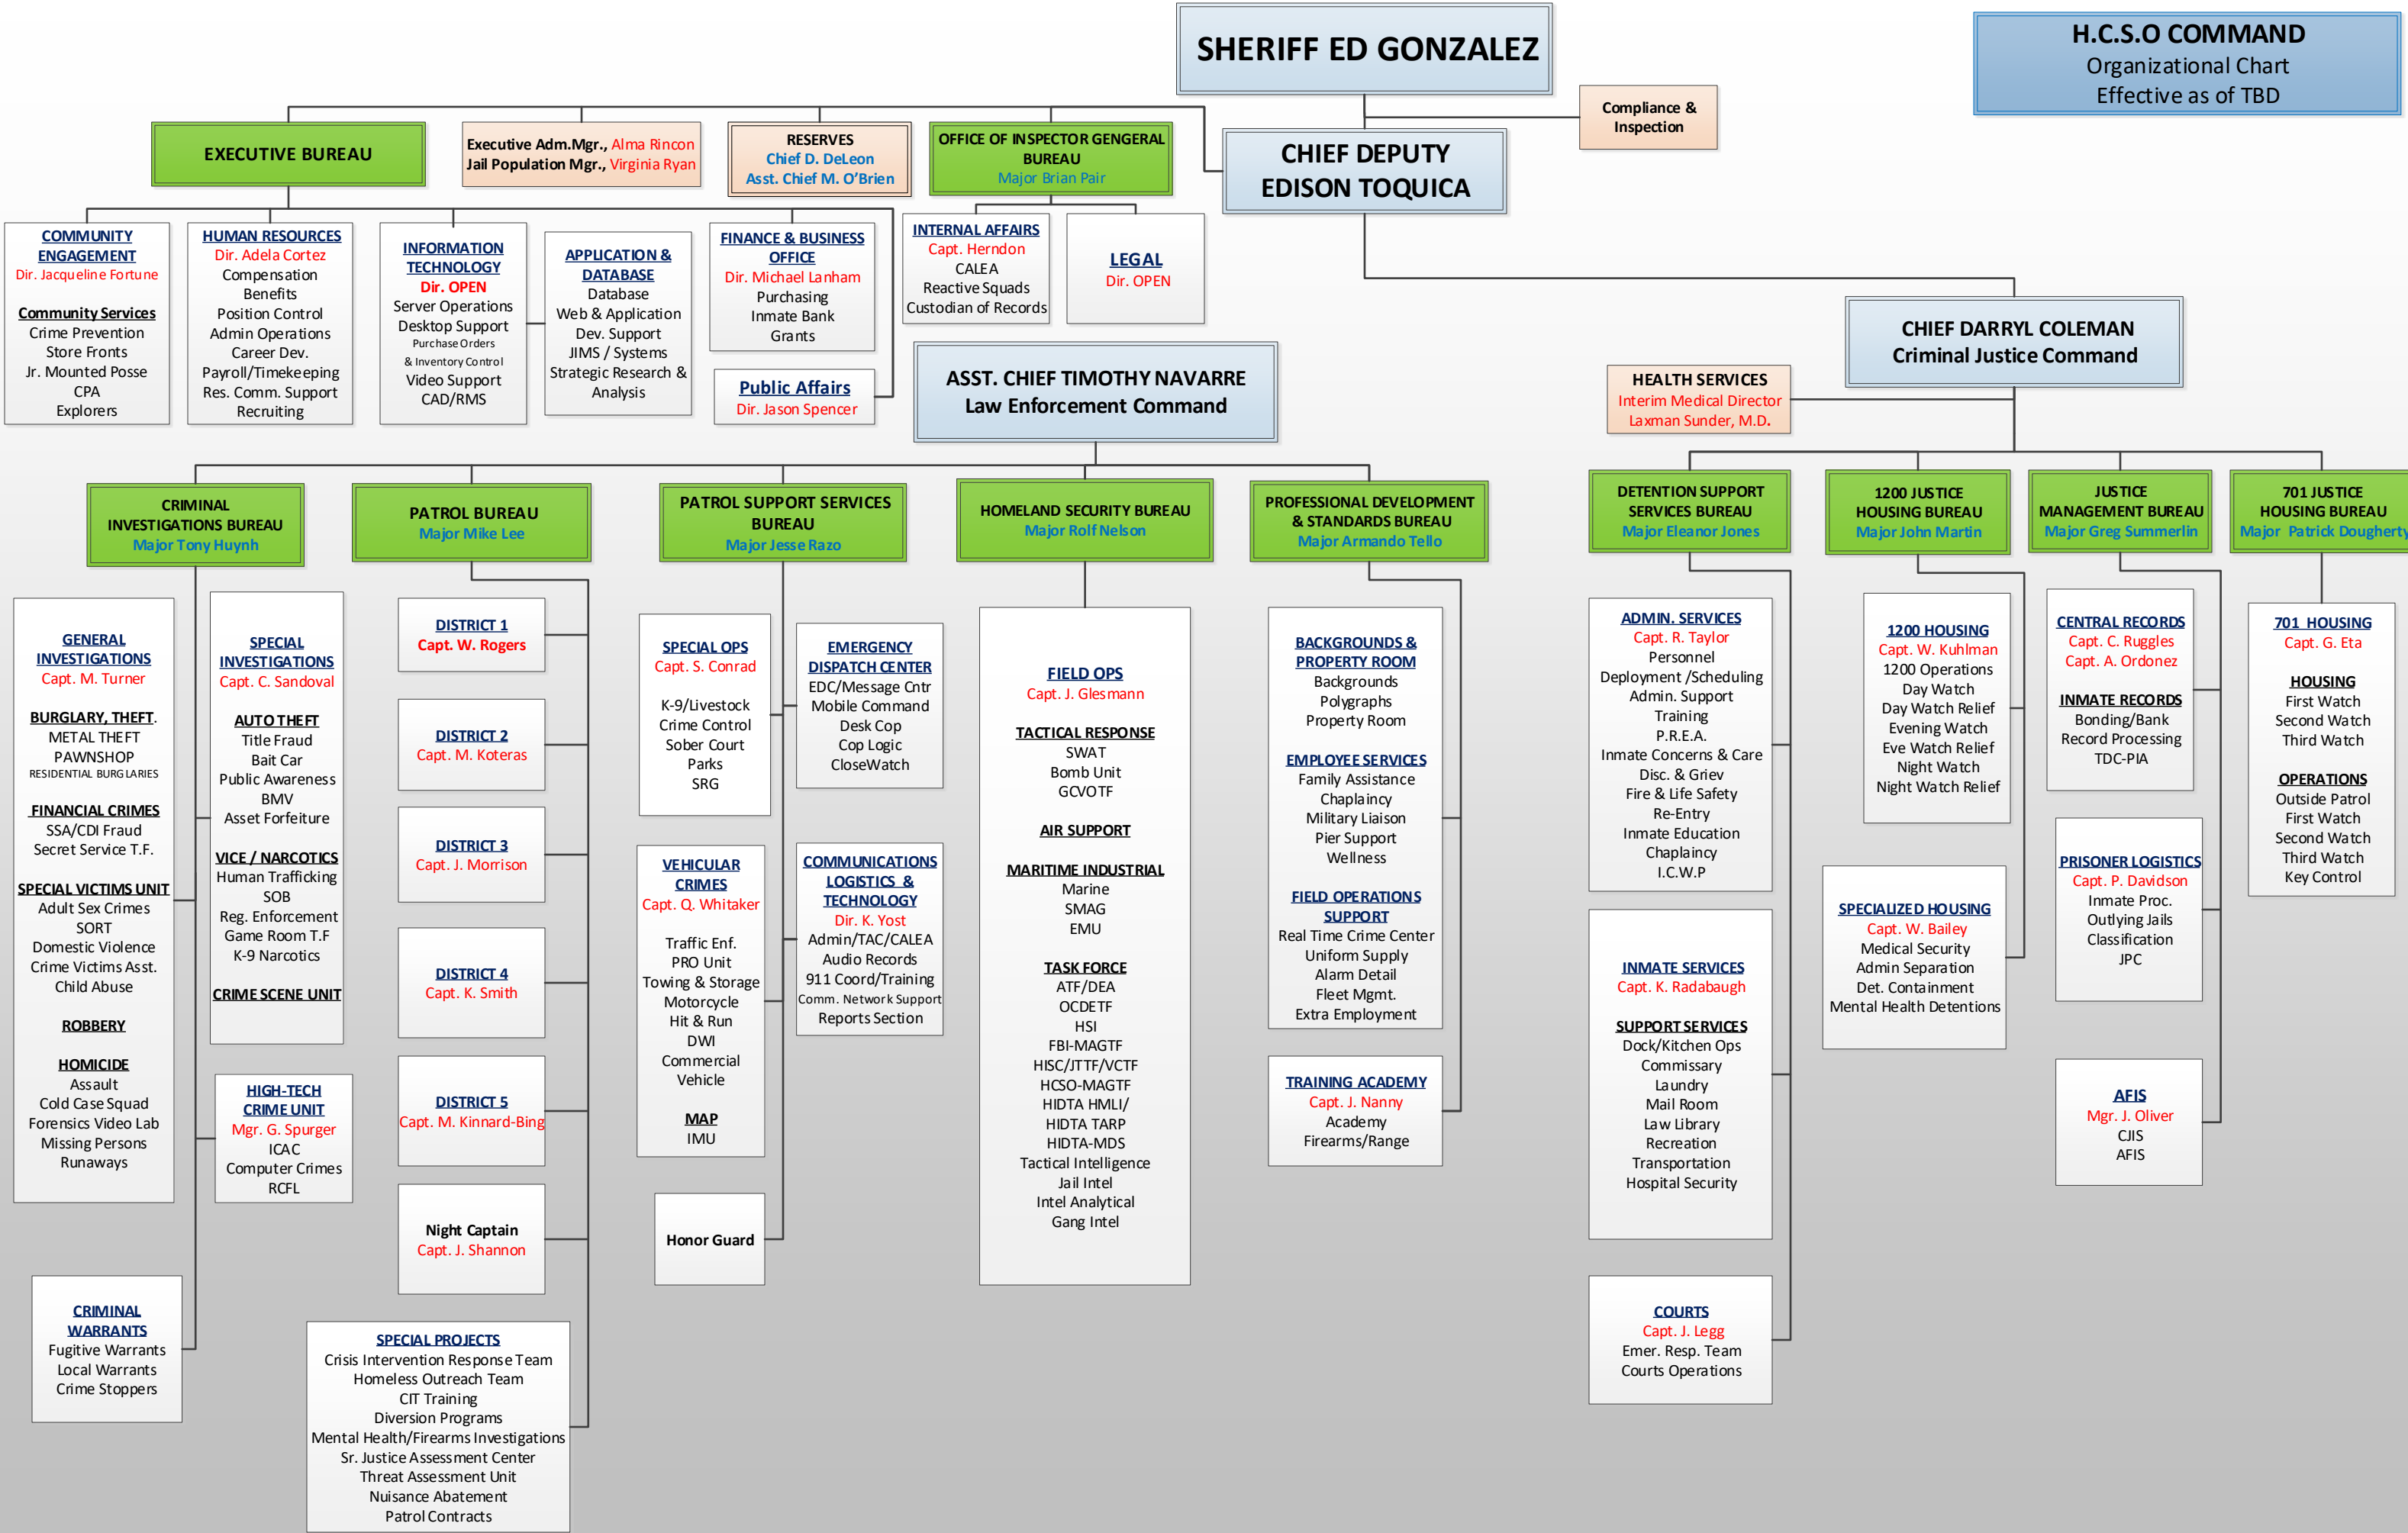 SHERIFF ED GONZALEZ
H.C.S.O COMMAND
Organizational Chart
Effective as of TBD
Compliance &
Inspection
EXECUTIVE BUREAU
Executive Adm.Mgr., Alma Rincon
Jail Population Mgr., Virginia Ryan
RESERVES
Chief D. DeLeon
Asst. Chief M. O’Brien
OFFICE OF INSPECTOR GENGERAL
BUREAU
Major Brian Pair
CHIEF DEPUTY
EDISON TOQUICA
COMMUNITY
ENGAGEMENT
Dir. Jacqueline Fortune
Community Services
Crime Prevention
Store Fronts
Jr. Mounted Posse
CPA
Explorers
HUMAN RESOURCES
Dir. Adela Cortez
Compensation
Benefits
Position Control
Admin Operations
Career Dev.
Payroll/Timekeeping
Res. Comm. Support
Recruiting
INFORMATION
TECHNOLOGY
Dir. OPEN
Server Operations
Desktop Support
Purchase Orders
& Inventory Control
Video Support
CAD/RMS
APPLICATION &
DATABASE
Database
Web & Application
Dev. Support
JIMS / Systems
Strategic Research &
Analysis
FINANCE & BUSINESS
OFFICE
Dir. Michael Lanham
Purchasing
Inmate Bank
Grants
Public Affairs
Dir. Jason Spencer
INTERNAL AFFAIRS
Capt. Herndon
CALEA
Reactive Squads
Custodian of Records
LEGAL
Dir. OPEN
ASST. CHIEF TIMOTHY NAVARRE
Law Enforcement Command
CHIEF DARRYL COLEMAN
Criminal Justice Command
HEALTH SERVICES
Interim Medical Director
Laxman Sunder, M.D.
CRIMINAL
INVESTIGATIONS BUREAU
Major Tony Huynh
PATROL BUREAU
Major Mike Lee
PATROL SUPPORT SERVICES
BUREAU
Major Jesse Razo
HOMELAND SECURITY BUREAU
Major Rolf Nelson
PROFESSIONAL DEVELOPMENT
& STANDARDS BUREAU
Major Armando Tello
DETENTION SUPPORT
SERVICES BUREAU
Major Eleanor Jones
1200 JUSTICE
HOUSING BUREAU
Major John Martin
JUSTICE
MANAGEMENT BUREAU
Major Greg Summerlin
701 JUSTICE
HOUSING BUREAU
Major Patrick Dougherty
GENERAL
INVESTIGATIONS
Capt. M. Turner
BURGLARY, THEFT.
METAL THEFT
PAWNSHOP
RESIDENTIAL BURGLARIES
FINANCIAL CRIMES
SSA/CDI Fraud
Secret Service T.F.
SPECIAL VICTIMS UNIT
Adult Sex Crimes
SORT
Domestic Violence
Crime Victims Asst.
Child Abuse
ROBBERY
HOMICIDE
Assault
Cold Case Squad
Forensics Video Lab
Missing Persons
Runaways
SPECIAL
INVESTIGATIONS
Capt. C. Sandoval
AUTO THEFT
Title Fraud
Bait Car
Public Awareness
BMV
Asset Forfeiture
VICE / NARCOTICS
Human Trafficking
SOB
Reg. Enforcement
Game Room T.F
K-9 Narcotics
CRIME SCENE UNIT
HIGH-TECH
CRIME UNIT
Mgr. G. Spurger
ICAC
Computer Crimes
RCFL
CRIMINAL
WARRANTS
Fugitive Warrants
Local Warrants
Crime Stoppers
DISTRICT 1
Capt. W. Rogers
DISTRICT 2
Capt. M. Koteras
DISTRICT 3
Capt. J. Morrison
DISTRICT 4
Capt. K. Smith
DISTRICT 5
Capt. M. Kinnard-Bing
Night Captain
Capt. J. Shannon
SPECIAL PROJECTS
Crisis Intervention Response Team
Homeless Outreach Team
CIT Training
Diversion Programs
Mental Health/Firearms Investigations
Sr. Justice Assessment Center
Threat Assessment Unit
Nuisance Abatement
Patrol Contracts
SPECIAL OPS
Capt. S. Conrad
K-9/Livestock
Crime Control
Sober Court
Parks
SRG
EMERGENCY
DISPATCH CENTER
EDC/Message Cntr
Mobile Command
Desk Cop
Cop Logic
CloseWatch
VEHICULAR
CRIMES
Capt. Q. Whitaker
Traffic Enf.
PRO Unit
Towing & Storage
Motorcycle
Hit & Run
DWI
Commercial
Vehicle
MAP
IMU
COMMUNICATIONS
LOGISTICS &
TECHNOLOGY
Dir. K. Yost
Admin/TAC/CALEA
Audio Records
911 Coord/Training
Comm. Network Support
Reports Section
Honor Guard
FIELD OPS
Capt. J. Glesmann
TACTICAL RESPONSE
SWAT
Bomb Unit
GCVOTF
AIR SUPPORT
MARITIME INDUSTRIAL
Marine
SMAG
EMU
TASK FORCE
ATF/DEA
OCDETF
HSI
FBI-MAGTF
HISC/JTTF/VCTF
HCSO-MAGTF
HIDTA HMLI/
HIDTA TARP
HIDTA-MDS
Tactical Intelligence
Jail Intel
Intel Analytical
Gang Intel
BACKGROUNDS &
PROPERTY ROOM
Backgrounds
Polygraphs
Property Room
EMPLOYEE SERVICES
Family Assistance
Chaplaincy
Military Liaison
Pier Support
Wellness
FIELD OPERATIONS
SUPPORT
Real Time Crime Center
Uniform Supply
Alarm Detail
Fleet Mgmt.
Extra Employment
TRAINING ACADEMY
Capt. J. Nanny
Academy
Firearms/Range
ADMIN. SERVICES
Capt. R. Taylor
Personnel
Deployment /Scheduling
Admin. Support
Training
P.R.E.A.
Inmate Concerns & Care
Disc. & Griev
Fire & Life Safety
Re-Entry
Inmate Education
Chaplaincy
I.C.W.P
INMATE SERVICES
Capt. K. Radabaugh
SUPPORT SERVICES
Dock/Kitchen Ops
Commissary
Laundry
Mail Room
Law Library
Recreation
Transportation
Hospital Security
COURTS
Capt. J. Legg
Emer. Resp. Team
Courts Operations
1200 HOUSING
Capt. W. Kuhlman
1200 Operations
Day Watch
Day Watch Relief
Evening Watch
Eve Watch Relief
Night Watch
Night Watch Relief
SPECIALIZED HOUSING
Capt. W. Bailey
Medical Security
Admin Separation
Det. Containment
Mental Health Detentions
CENTRAL RECORDS
Capt. C. Ruggles
Capt. A. Ordonez
INMATE RECORDS
Bonding/Bank
Record Processing
TDC-PIA
PRISONER LOGISTICS
Capt. P. Davidson
Inmate Proc.
Outlying Jails
Classification
JPC
AFIS
Mgr. J. Oliver
CJIS
AFIS
701 HOUSING
Capt. G. Eta
HOUSING
First Watch
Second Watch
Third Watch
OPERATIONS
Outside Patrol
First Watch
Second Watch
Third Watch
Key Control